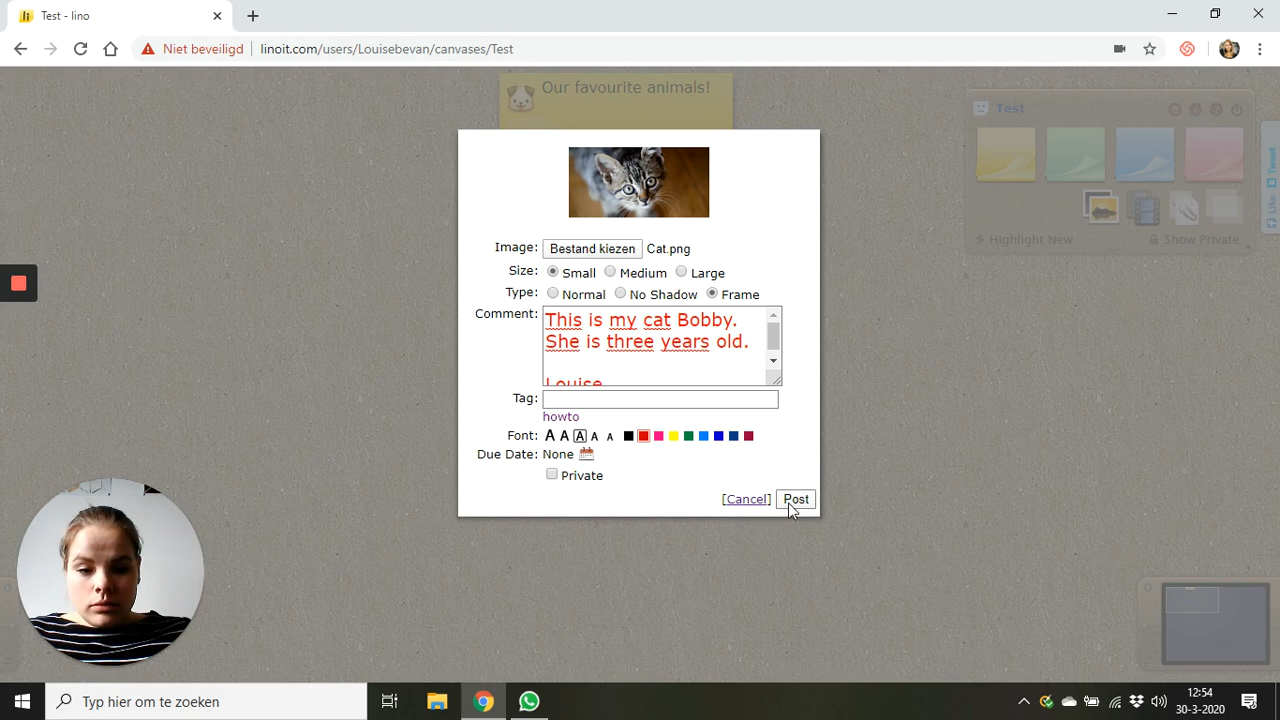 Test - lino
Niet beveiligd
linoit.com/users/Louisebevan/canvases/Test
Our favourite animals!
Test
Image: Bestand kiezen Cat.png
Size: Small Medium Large
Type: Normal No Shadow Frame
Comment: This is my cat Bobby.
She is three years old.
Louise
Tag:
howto
Font: A A A A A
Due Date: None
Private
[Cancel] Post
Highlight New
Show Private
Like
Tweet
Typ hier om te zoeken
12:54
30-3-2020